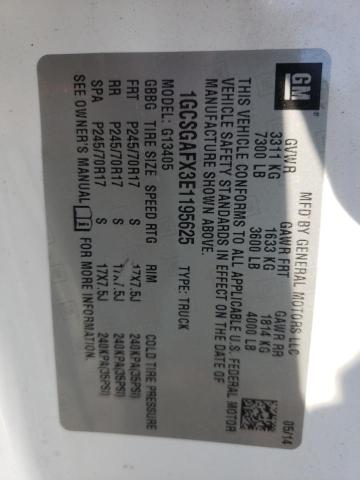 GM
MFD BY GENERAL MOTORS LLC
05/14
GVWR GAWR FRT GAWR RR
3311 KG 1633 KG 1814 KG
7300 LB 3600 LB 4000 LB
THIS VEHICLE CONFORMS TO ALL APPLICABLE U.S. FEDERAL MOTOR
VEHICLE SAFETY STANDARDS IN EFFECT ON THE DATE OF
MANUFACTURE SHOWN ABOVE.
1GCSGAFX3E1195625 TYPE: TRUCK
MODEL: G13405
GBBG TIRE SIZE SPEED RTG RIM COLD TIRE PRESSURE
FRT P245/70R17 S 17X7.5J 240KPA(35PSI)
RR P245/70R17 S 17X7.5J 240KPA(35PSI)
SPA P245/70R17 S 17X7.5J 240KPA(35PSI)
SEE OWNER'S MANUAL i FOR MORE INFORMATION.